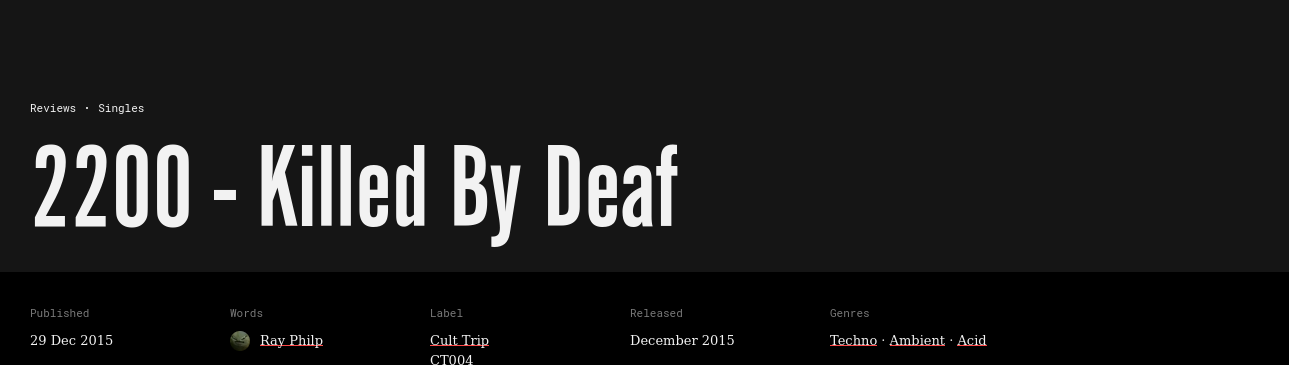 Reviews · Singles
2200 – Killed By Deaf
Published
29 Dec 2015
Words
Ray Philp
Label
Cult Trip
CT004
Released
December 2015
Genres
Techno · Ambient · Acid